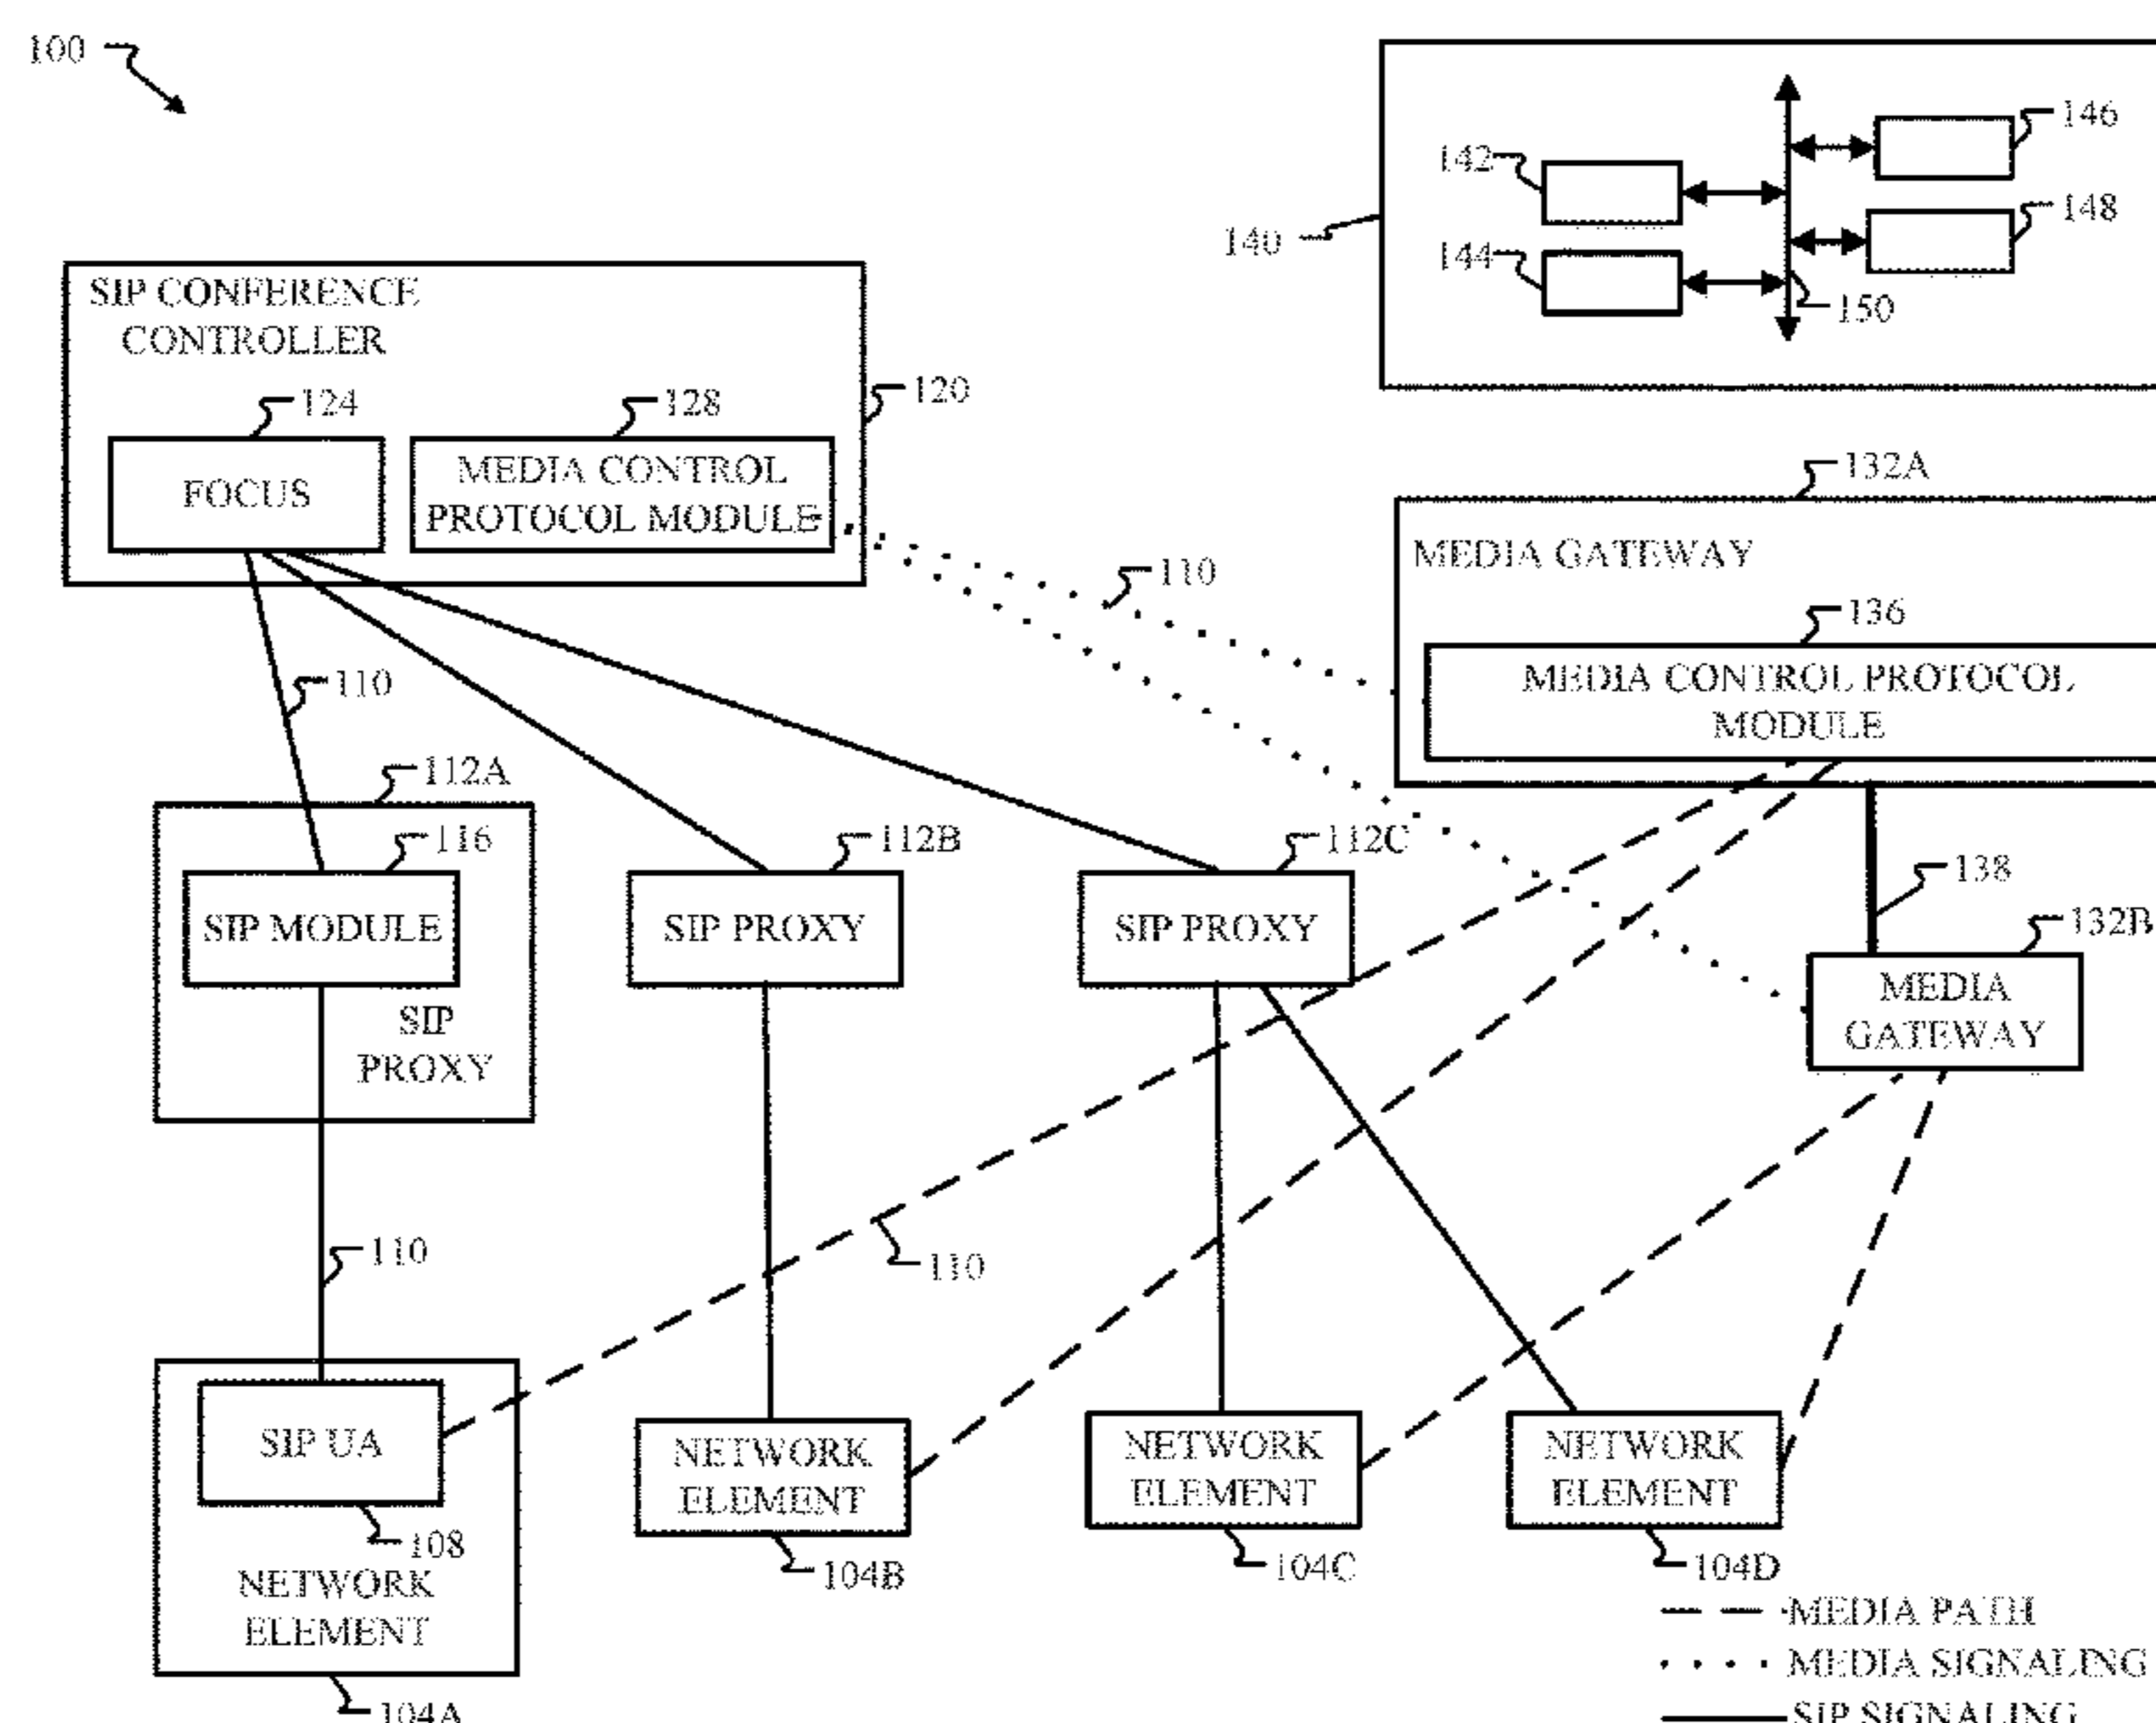 100
146
142
148
140
144
150
SIP CONFERENCE
CONTROLLER
120
124
128
FOCUS
MEDIA CONTROL
PROTOCOL MODULE
132A
MEDIA GATEWAY
110
136
MEDIA CONTROL PROTOCOL
MODULE
110
112A
116
112B
112C
138
132B
SIP MODULE
SIP PROXY
SIP PROXY
MEDIA
GATEWAY
SIP
PROXY
110
110
SIP UA
108
NETWORK
ELEMENT
104A
NETWORK
ELEMENT
104B
NETWORK
ELEMENT
104C
NETWORK
ELEMENT
104D
MEDIA PATH
MEDIA SIGNALING
SIP SIGNALING